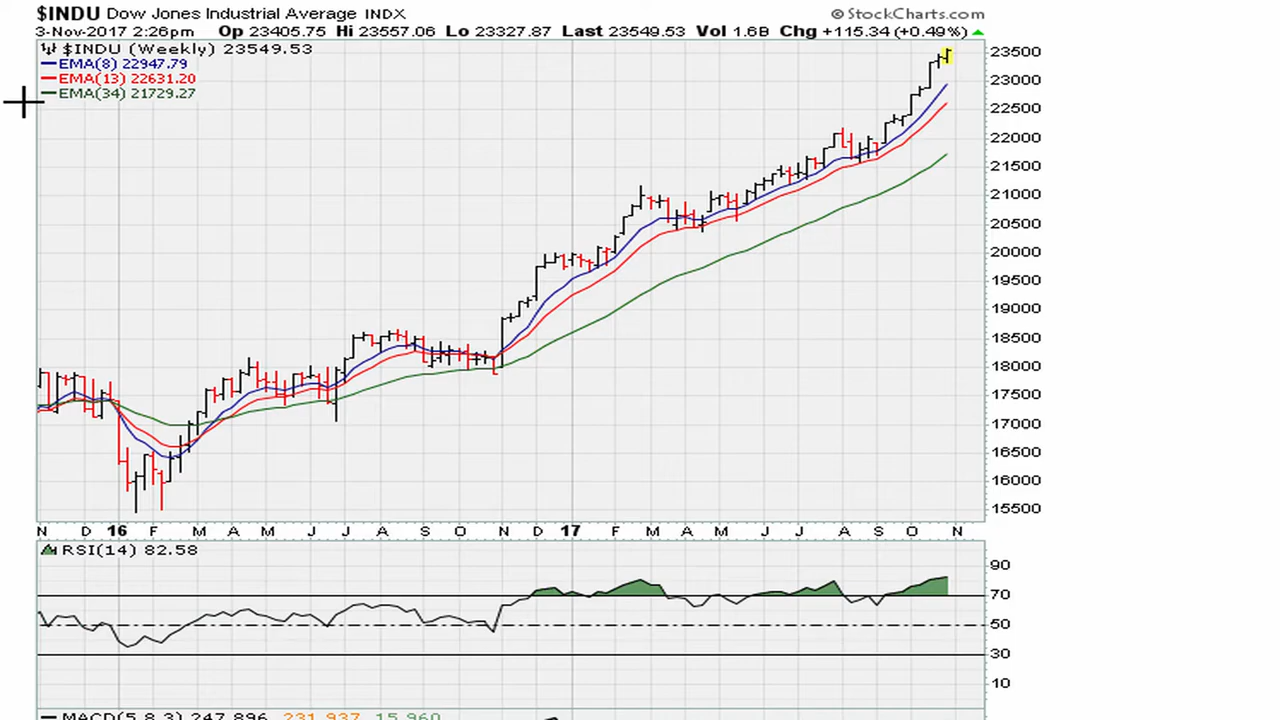 $INDU Dow Jones Industrial Average INDX ©StockCharts.com
3-Nov-2017 2:26pm Op 23405.75 Hi 23557.06 Lo 23327.87 Last 23549.53 Vol 1.6B Chg +115.34 (+0.49%)
$INDU (Weekly) 23549.53
EMA(8) 22947.79
EMA(13) 22631.20
EMA(34) 21729.27
23500
23000
22500
22000
21500
21000
20500
20000
19500
19000
18500
18000
17500
17000
16500
16000
15500
N D 16 F M A M J J A S O N D 17 F M A M J J A S O N
RSI(14) 82.58
90
70
50
30
10
MACD(5,8,3) 247.896, 231.937, 15.960